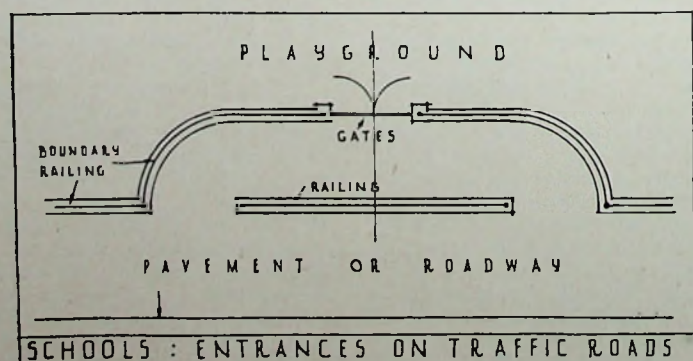 PLAYGROUND
GATES
BOUNDARY
RAILING
RAILING
PAVEMENT OR ROADWAY
SCHOOLS : ENTRANCES ON TRAFFIC ROADS